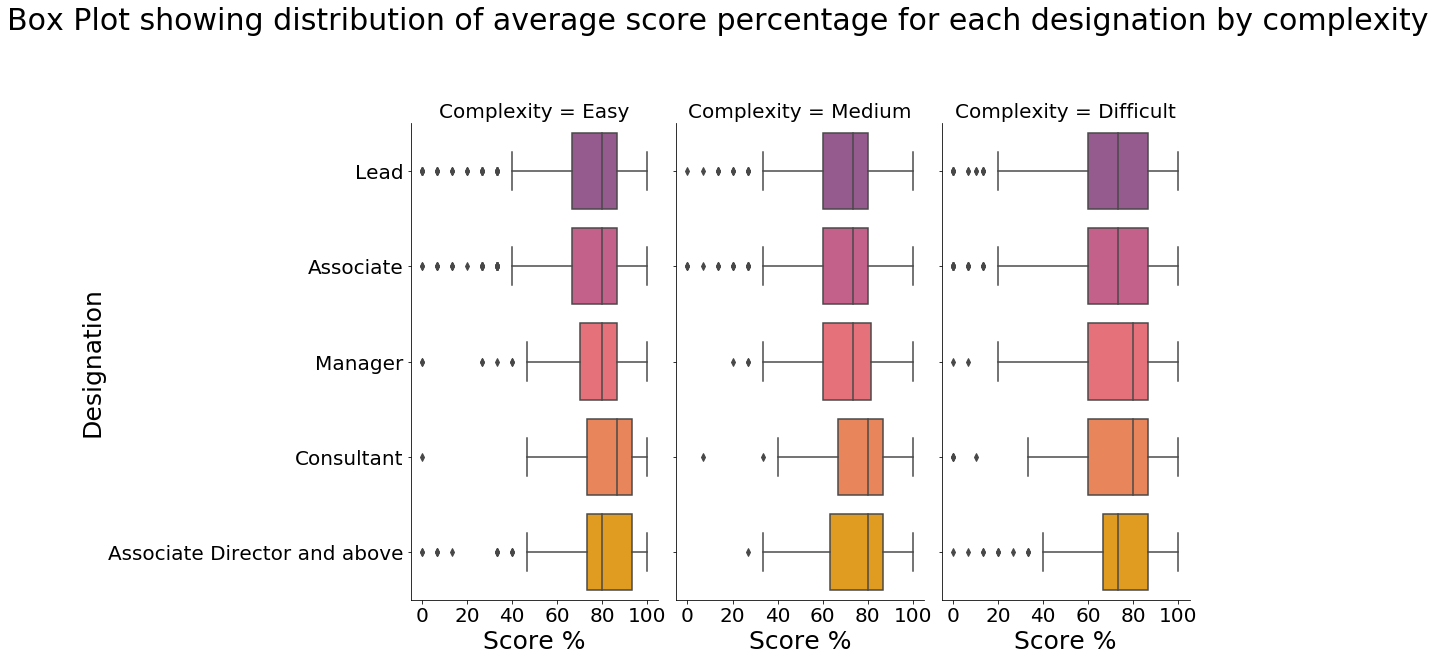 Box Plot showing distribution of average score percentage for each designation by complexity
Complexity = Easy
Complexity = Medium
Complexity = Difficult
Designation
Lead
Associate
Manager
Consultant
Associate Director and above
0 20 40 60 80 100
0 20 40 60 80 100
0 20 40 60 80 100
Score %
Score %
Score %